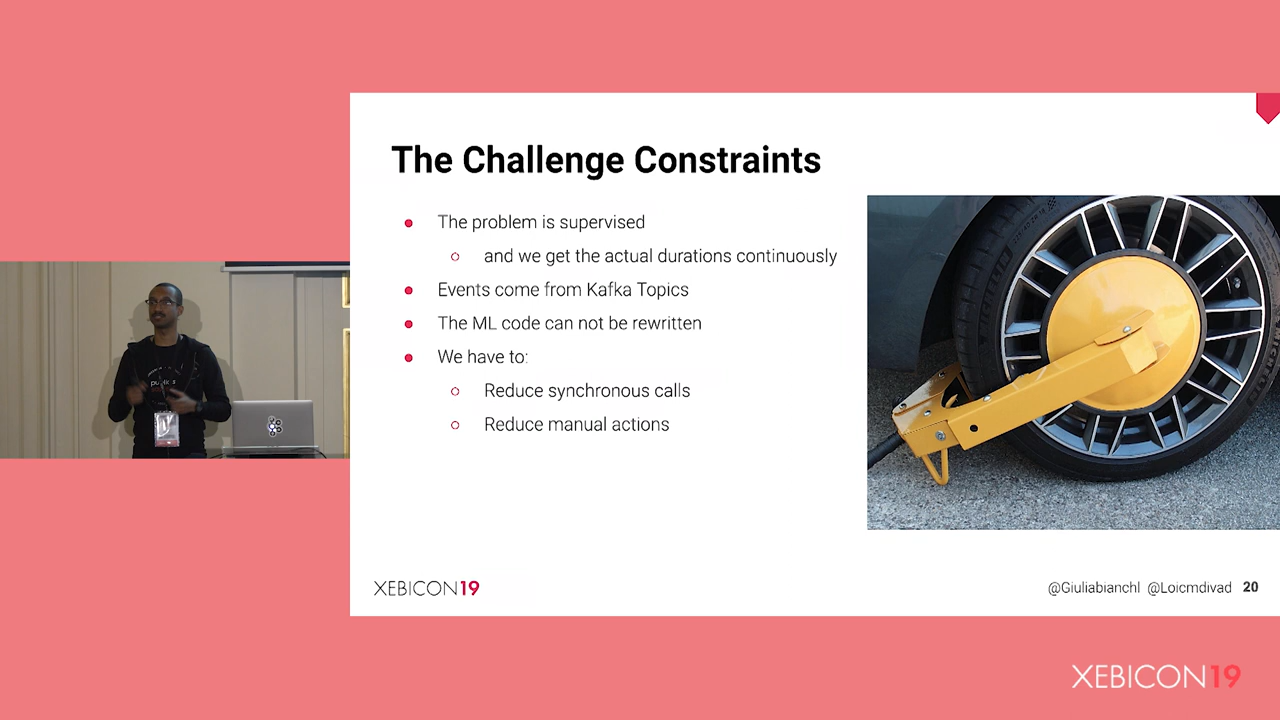 The Challenge Constraints
The problem is supervised
and we get the actual durations continuously
Events come from Kafka Topics
The ML code can not be rewritten
We have to:
Reduce synchronous calls
Reduce manual actions
XEBICON19
@Giuliabianchl @Loicmdivad 20
XEBICON19